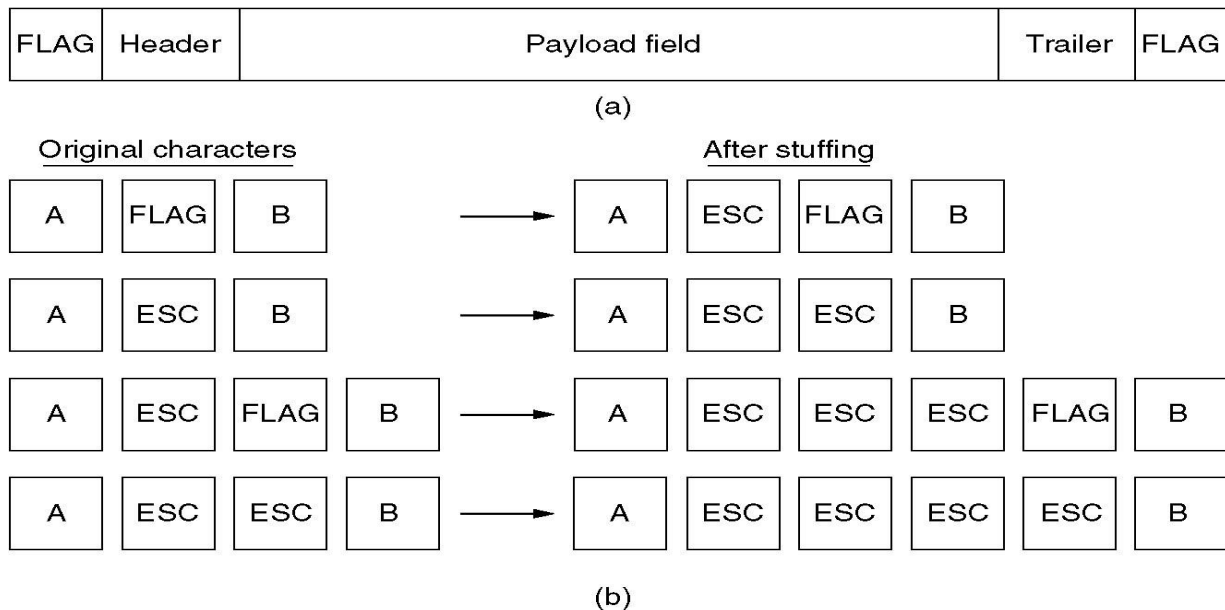 FLAG Header Payload field Trailer FLAG
(a)
Original characters After stuffing
A FLAG B A ESC FLAG B
A ESC B A ESC ESC B
A ESC FLAG B A ESC ESC ESC FLAG B
A ESC ESC B A ESC ESC ESC ESC B
(b)